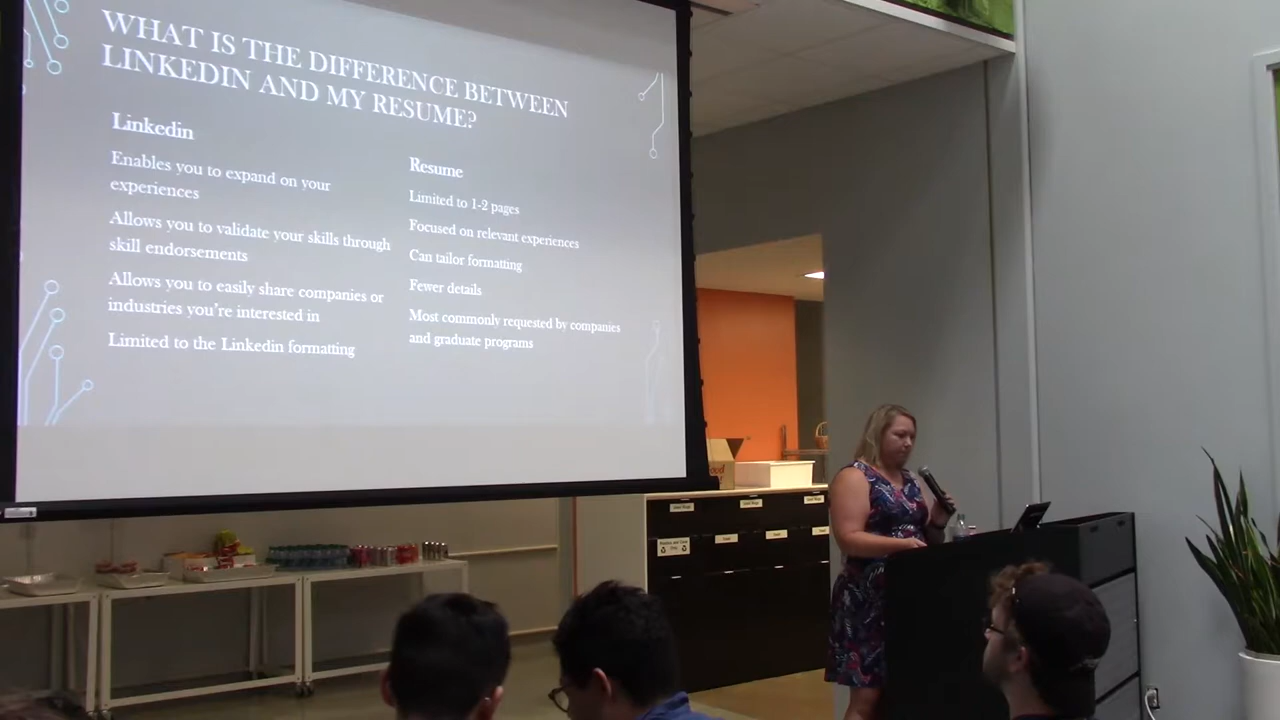 WHAT IS THE DIFFERENCE BETWEEN
LINKEDIN AND MY RESUME?
Linkedin
Enables you to expand on your
experiences
Allows you to validate your skills through
skill endorsements
Allows you to easily share companies or
industries you're interested in
Limited to the Linkedin formatting
Resume
Limited to 1-2 pages
Focused on relevant experiences
Can tailor formatting
Fewer details
Most commonly requested by companies
and graduate programs